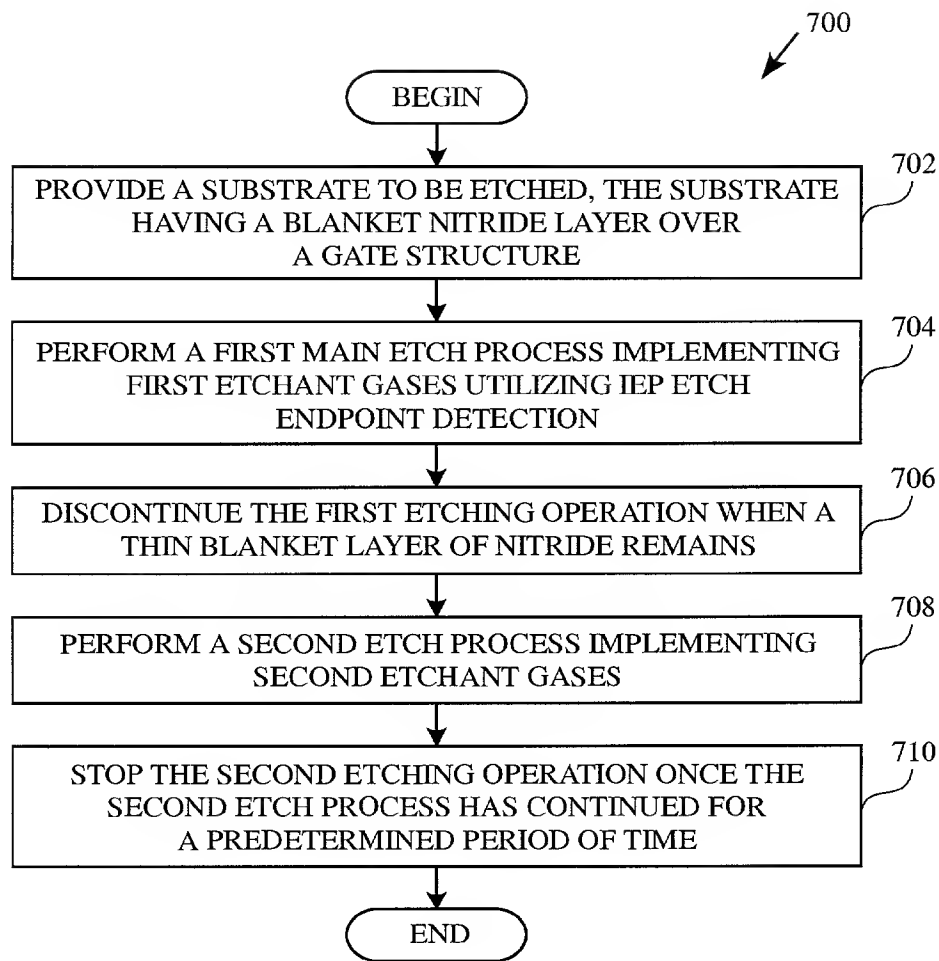 700
BEGIN
702
PROVIDE A SUBSTRATE TO BE ETCHED, THE SUBSTRATE
HAVING A BLANKET NITRIDE LAYER OVER
A GATE STRUCTURE
704
PERFORM A FIRST MAIN ETCH PROCESS IMPLEMENTING
FIRST ETCHANT GASES UTILIZING IEP ETCH
ENDPOINT DETECTION
706
DISCONTINUE THE FIRST ETCHING OPERATION WHEN A
THIN BLANKET LAYER OF NITRIDE REMAINS
708
PERFORM A SECOND ETCH PROCESS IMPLEMENTING
SECOND ETCHANT GASES
710
STOP THE SECOND ETCHING OPERATION ONCE THE
SECOND ETCH PROCESS HAS CONTINUED FOR
A PREDETERMINED PERIOD OF TIME
END